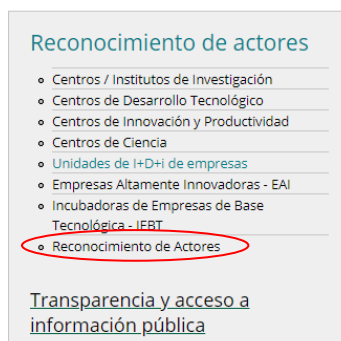 Reconocimiento de actores
Centros / Institutos de Investigación
Centros de Desarrollo Tecnológico
Centros de Innovación y Productividad
Centros de Ciencia
Unidades de I+D+i de empresas
Empresas Altamente Innovadoras - EAI
Incubadoras de Empresas de Base
Tecnológica - IEBT
Reconocimiento de Actores
Transparencia y acceso a
información pública